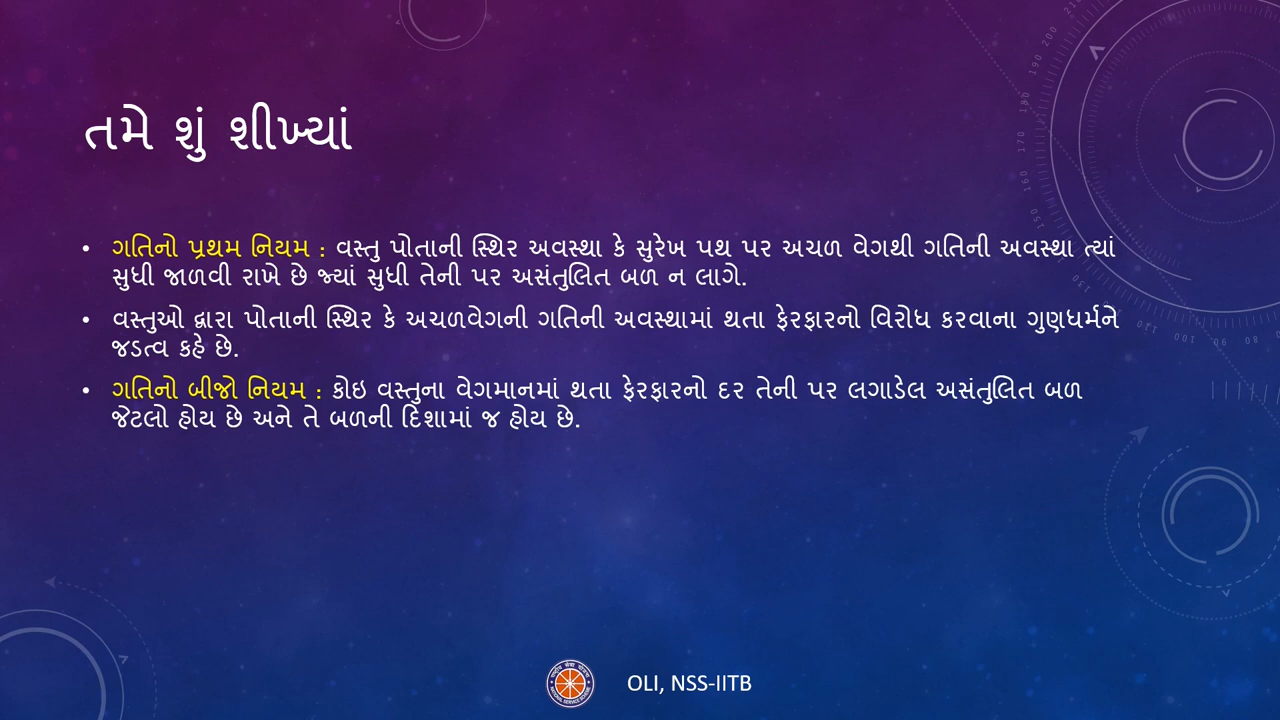 તમે શું શીખ્યાં
• ગતિનો પ્રથમ નિયમ : વસ્તુ પોતાની સ્થિર અવસ્થા કે સુરેખ પથ પર અચળ વેગથી ગતિની અવસ્થા ત્યાં
સુધી જાળવી રાખે છે જ્યાં સુધી તેની પર અસંતુલિત બળ ન લાગે.
• વસ્તુઓ દ્વારા પોતાની સ્થિર કે અચળવેગની ગતિની અવસ્થામાં થતા ફેરફારનો વિરોધ કરવાના ગુણધર્મને
જડત્વ કહે છે.
• ગતિનો બીજો નિયમ : કોઇ વસ્તુના વેગમાનમાં થતા ફેરફારનો દર તેની પર લગાડેલ અસંતુલિત બળ
જેટલો હોય છે અને તે બળની દિશામાં જ હોય છે.
OLI, NSS-IITB